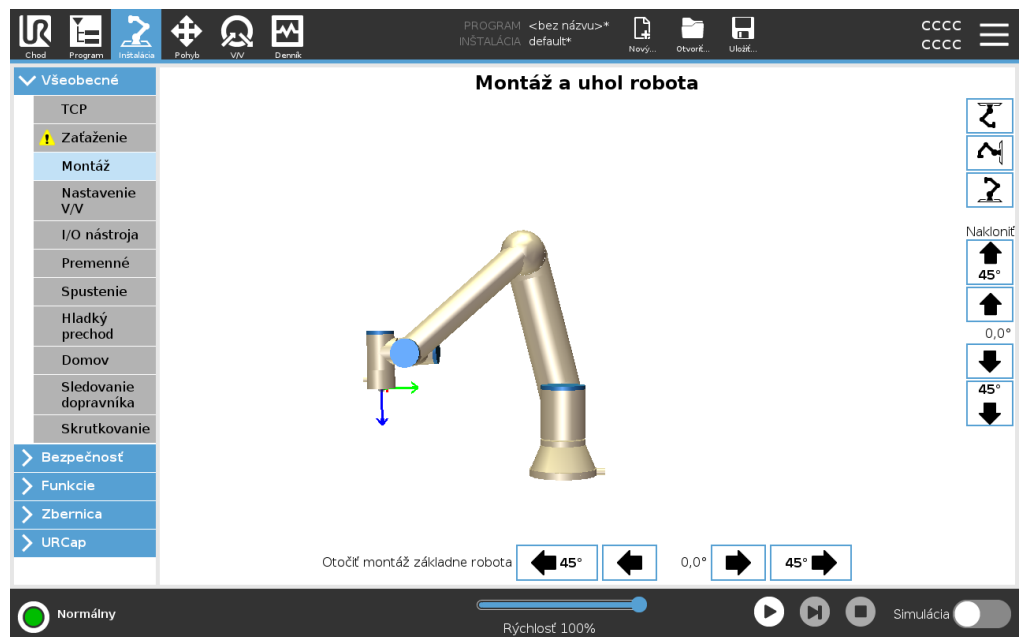 UR
PROGRAM <bez názvu>*
INŠTALÁCIA default*
Chod
Program
Inštalácia
Pohyb
V/V
Denník
Nový...
Otvoriť...
Uložiť...
CCCC
CCCC
Všeobecné
TCP
Zaťaženie
Montáž
Nastavenie
V/V
I/O nástroja
Premenné
Spustenie
Hladký
prechod
Domov
Sledovanie
dopravníka
Skrutkovanie
Bezpečnosť
Funkcie
Zbernica
URCap
Montáž a uhol robota
Nakloniť
45°
0,0°
45°
Otočiť montáž základne robota
45°
0,0°
45°
Normálny
Rýchlosť 100%
Simulácia